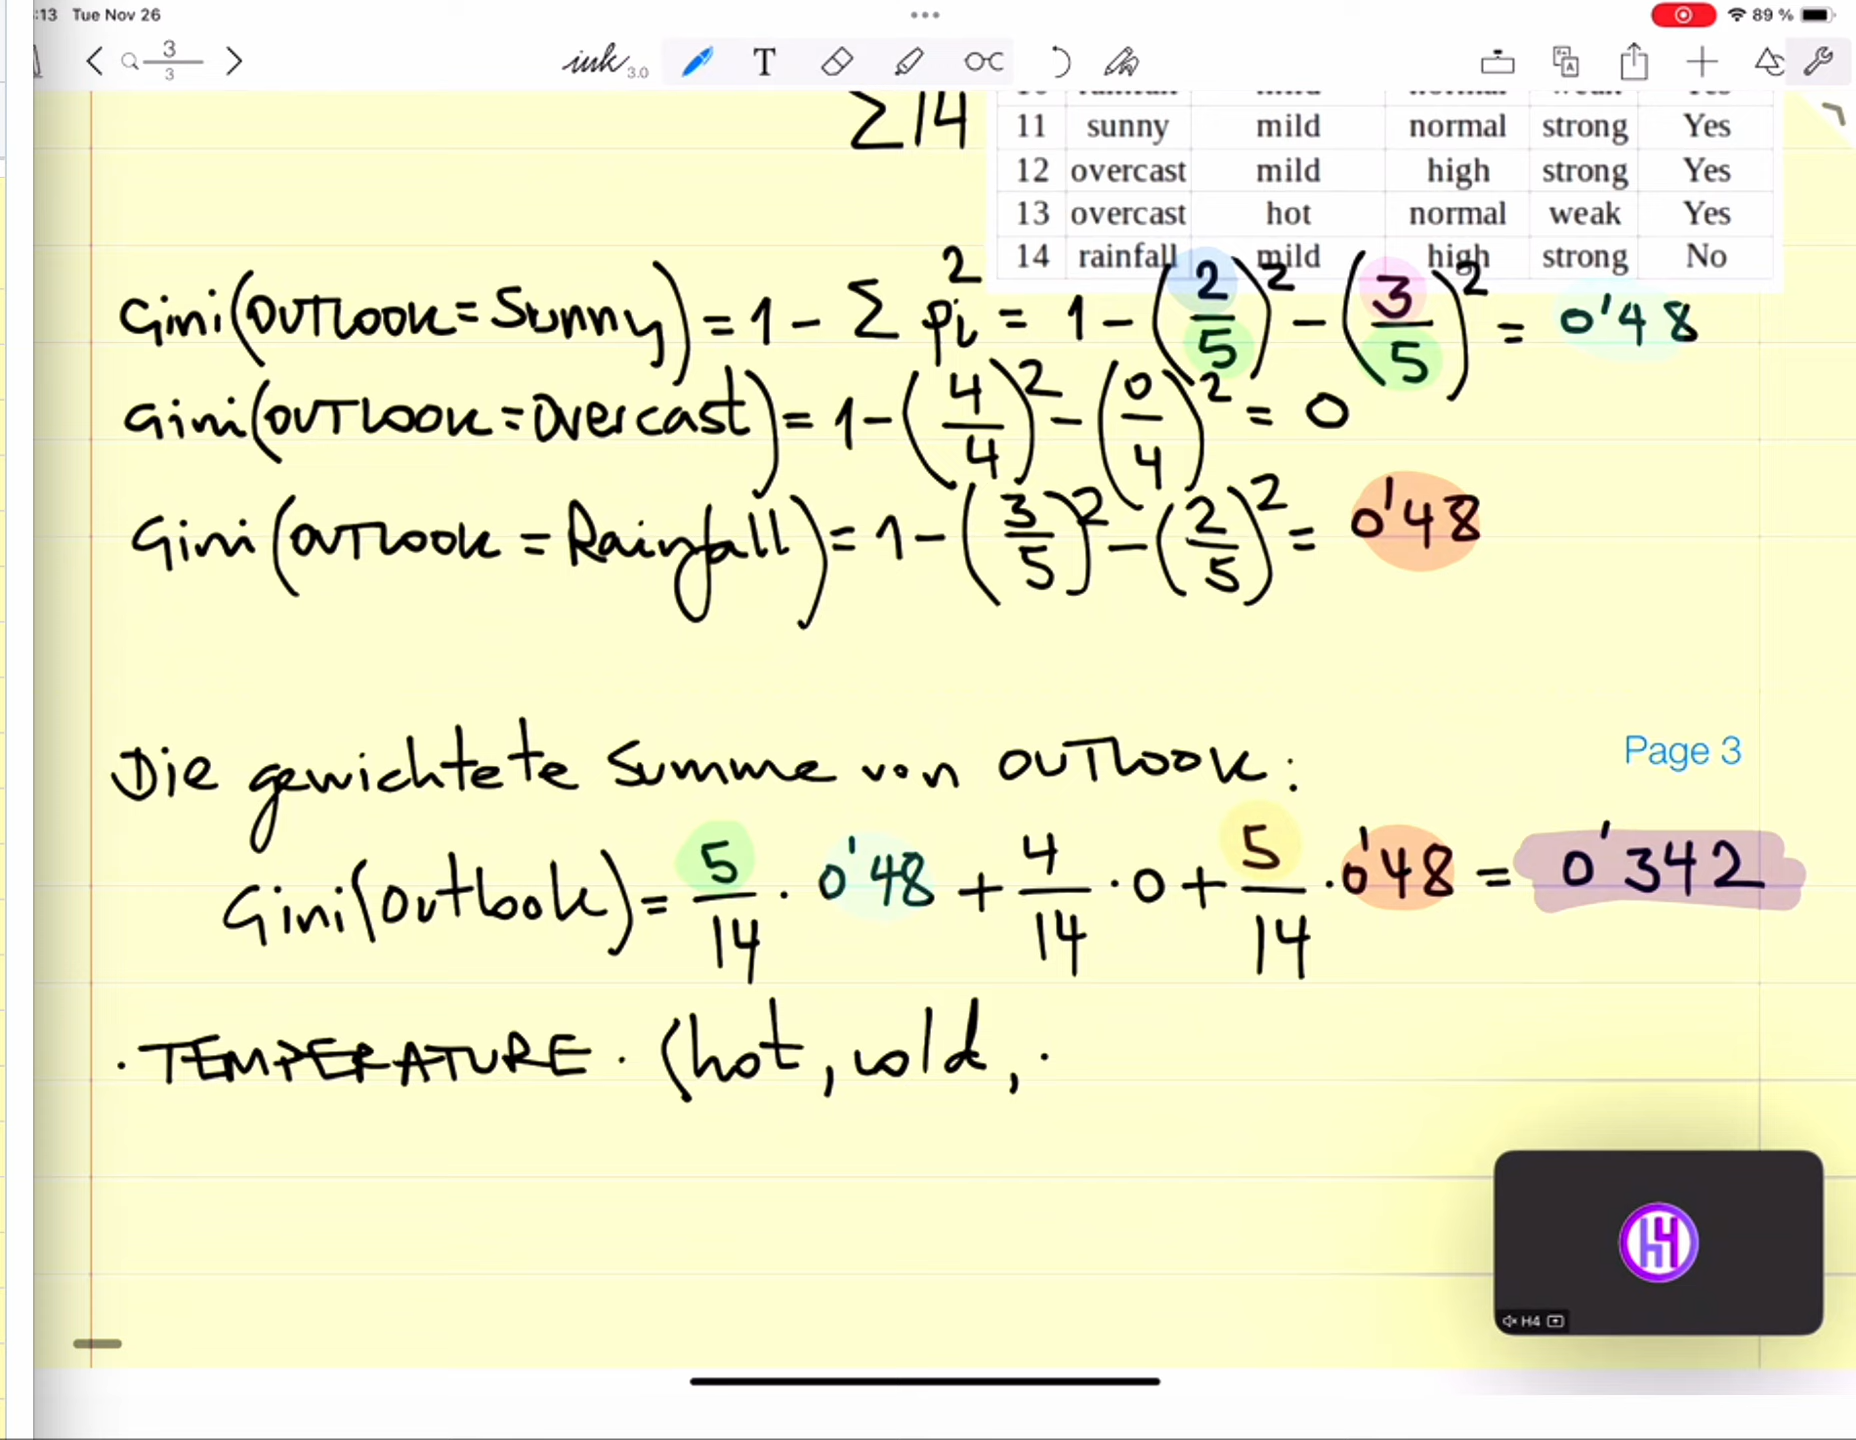 :13 Tue Nov 26
89 %
3
3
ink 3.0
T
Σ14
11 sunny mild normal strong Yes
12 overcast mild high strong Yes
13 overcast hot normal weak Yes
14 rainfall mild high strong No
Gini(OUTLOOK=Sunny) = 1 - Σ pi² = 1 - (2/5)² - (3/5)² = 0'48
Gini(OUTLOOK=Overcast) = 1 - (4/4)² - (0/4)² = 0
Gini(OUTLOOK=Rainfall) = 1 - (3/5)² - (2/5)² = 0'48
Page 3
Die gewichtete Summe von OUTLOOK:
Gini(Outlook) = 5/14 · 0'48 + 4/14 · 0 + 5/14 · 0'48 = 0'342
· TEMPERATURE · (hot, cold, ·
H4